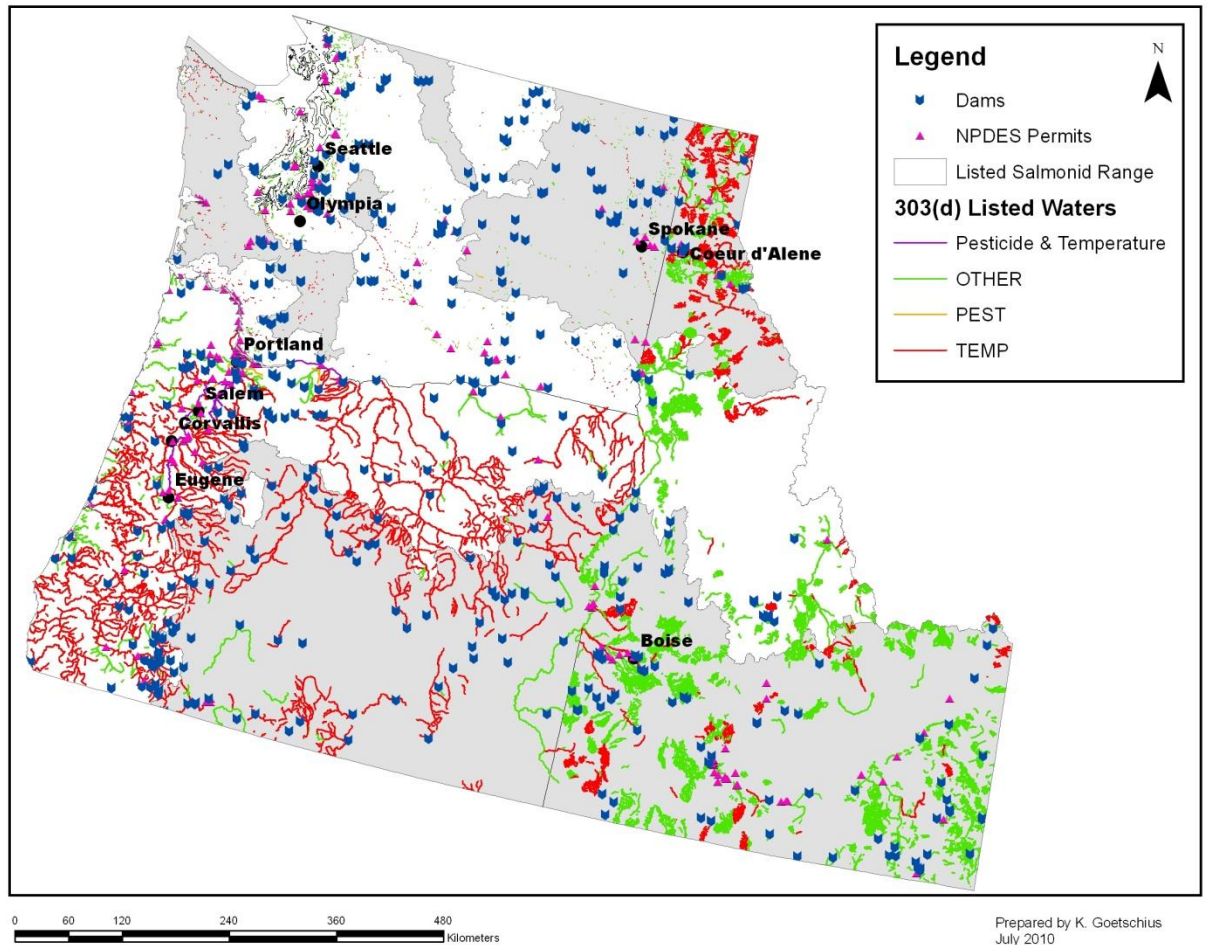 Legend
N
Dams
NPDES Permits
Listed Salmonid Range
303(d) Listed Waters
Pesticide & Temperature
OTHER
PEST
TEMP
Seattle
Olympia
Spokane
Coeur d'Alene
Portland
Salem
Corvallis
Eugene
Boise
0 60 120 240 360 480
Kilometers
Prepared by K. Goetschius
July 2010